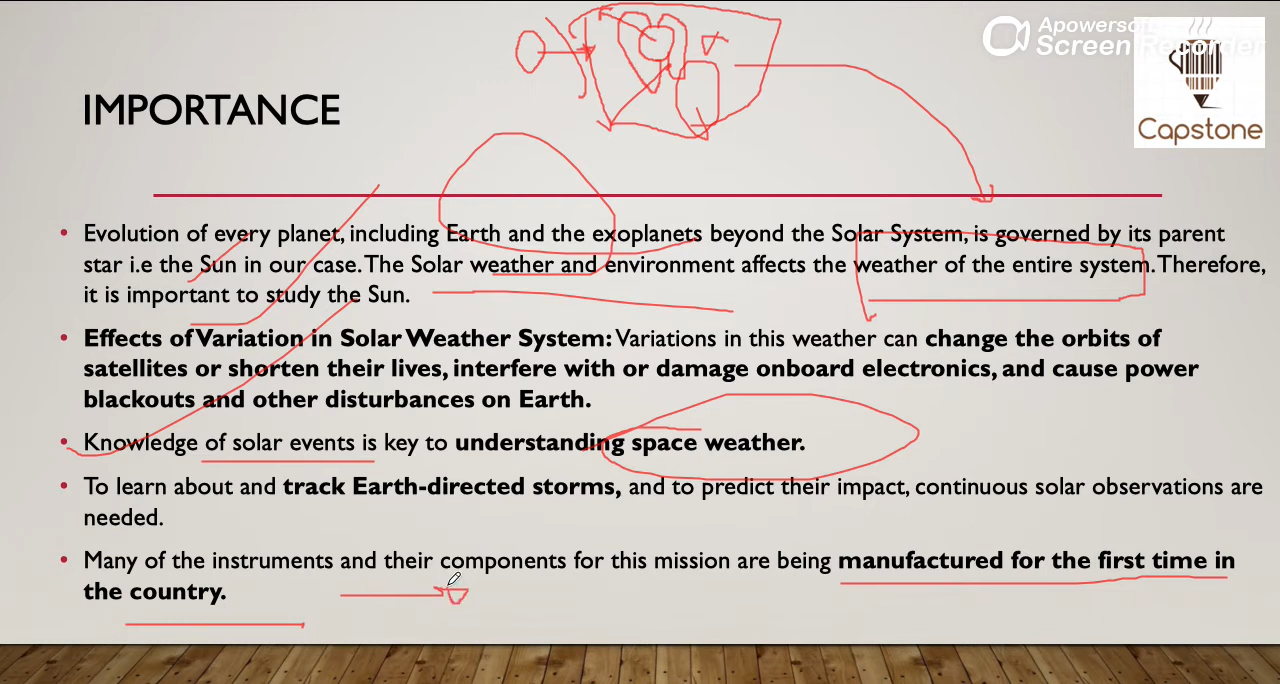 Apowersoft
Screen Recorder
Capstone
IMPORTANCE
• Evolution of every planet, including Earth and the exoplanets beyond the Solar System, is governed by its parent
star i.e the Sun in our case. The Solar weather and environment affects the weather of the entire system. Therefore,
it is important to study the Sun.
• Effects of Variation in Solar Weather System: Variations in this weather can change the orbits of
satellites or shorten their lives, interfere with or damage onboard electronics, and cause power
blackouts and other disturbances on Earth.
• Knowledge of solar events is key to understanding space weather.
• To learn about and track Earth-directed storms, and to predict their impact, continuous solar observations are
needed.
• Many of the instruments and their components for this mission are being manufactured for the first time in
the country.